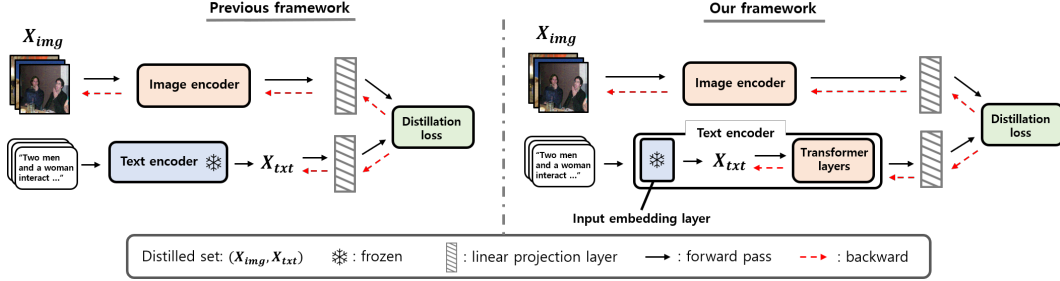 Previous framework
X_img
Image encoder
"Two men
and a woman
interact ..."
Text encoder
X_txt
Distillation
loss
Our framework
X_img
Image encoder
"Two men
and a woman
interact ..."
Text encoder
X_txt
Transformer
layers
Input embedding layer
Distillation
loss
Distilled set: (X_img, X_txt)
: frozen
: linear projection layer
: forward pass
: backward